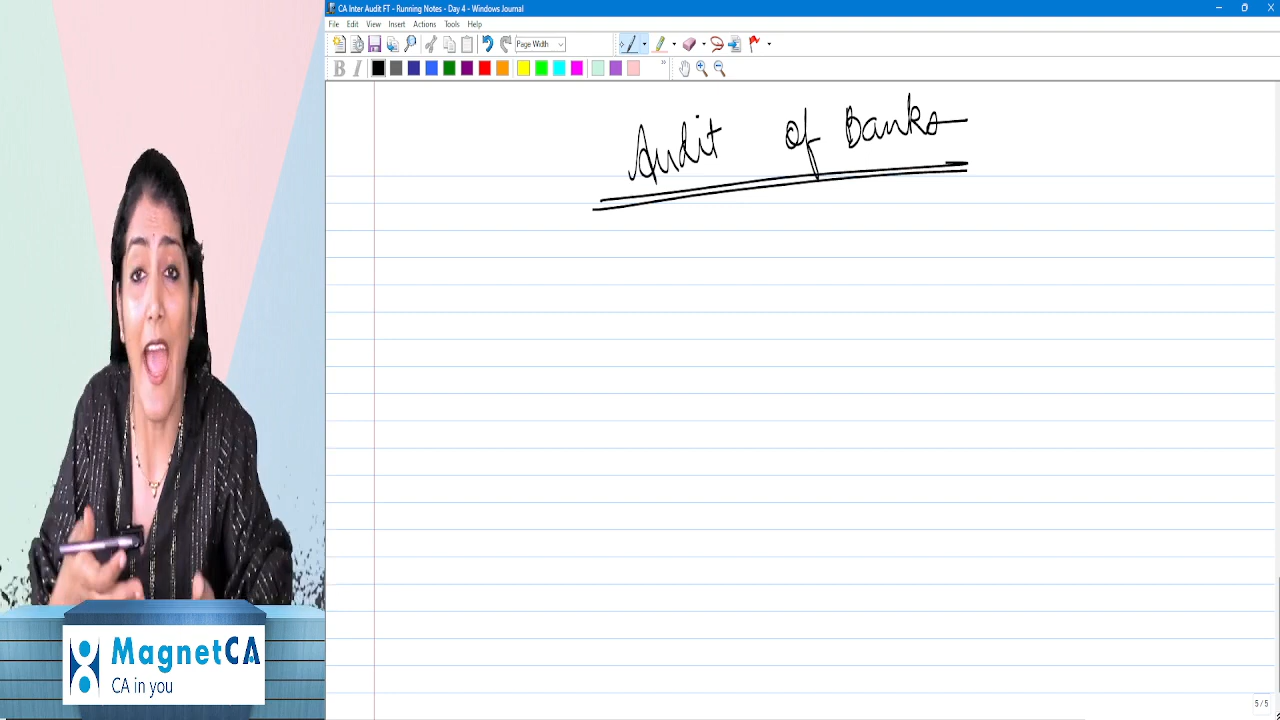 CA Inter Audit FT - Running Notes - Day 4 - Windows Journal
File Edit View Insert Actions Tools Help
Page Width
B I
Audit of Banks
MagnetCA
CA in you
5 / 5